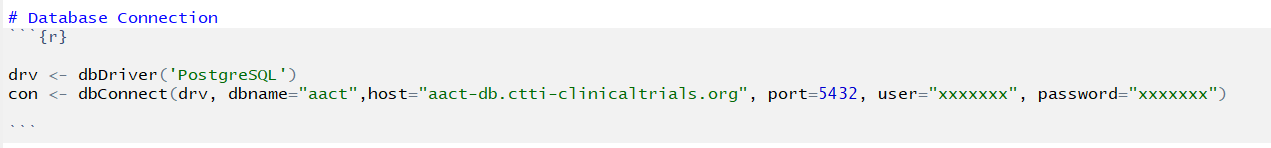 # Database Connection
```{r}
drv <- dbDriver('PostgreSQL')
con <- dbConnect(drv, dbname="aact",host="aact-db.ctti-clinicaltrials.org", port=5432, user="xxxxxxx", password="xxxxxxx")
```